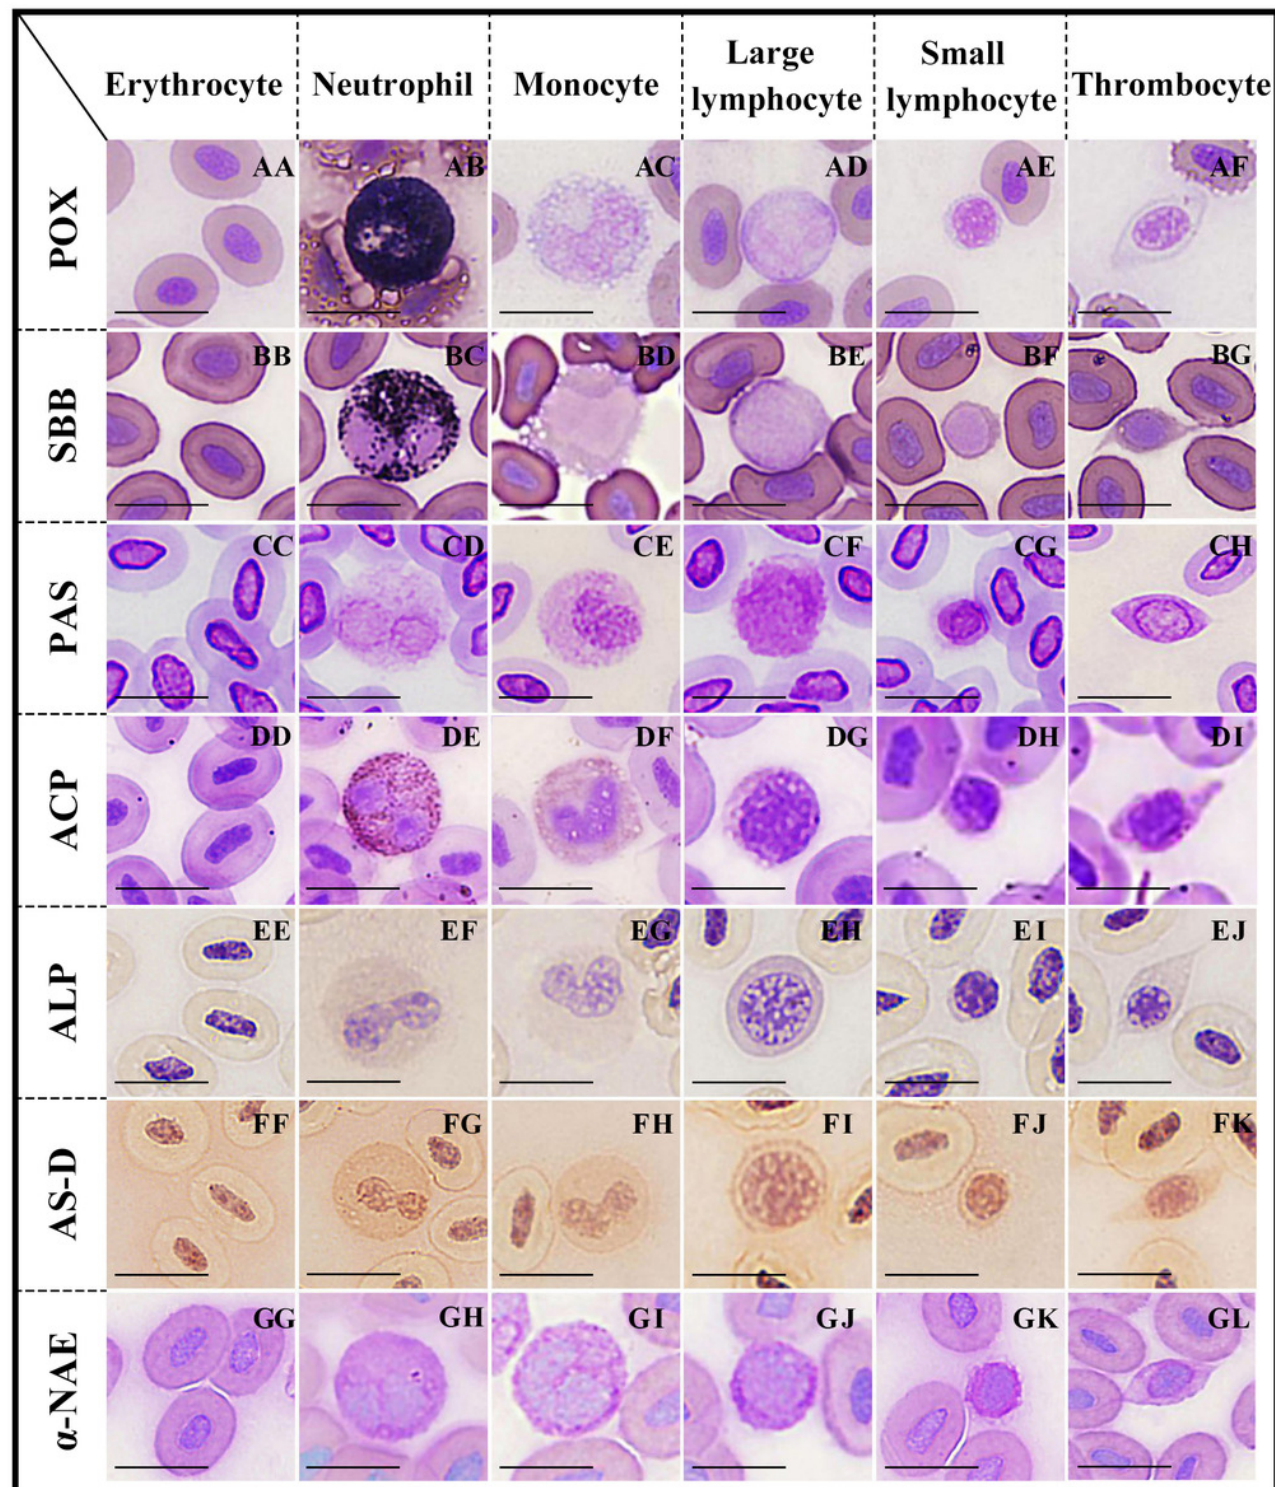 Large
lymphocyte
Small
lymphocyte
Erythrocyte Neutrophil Monocyte Thrombocyte
POX AA AB AC AD AE AF
SBB BB BC BD BE BF BG
PAS CC CD CE CF CG CH
ACP DD DE DF DG DH DI
ALP EE EF EG EH EI EJ
AS-D FF FG FH FI FJ FK
α-NAE GG GH GI GJ GK GL